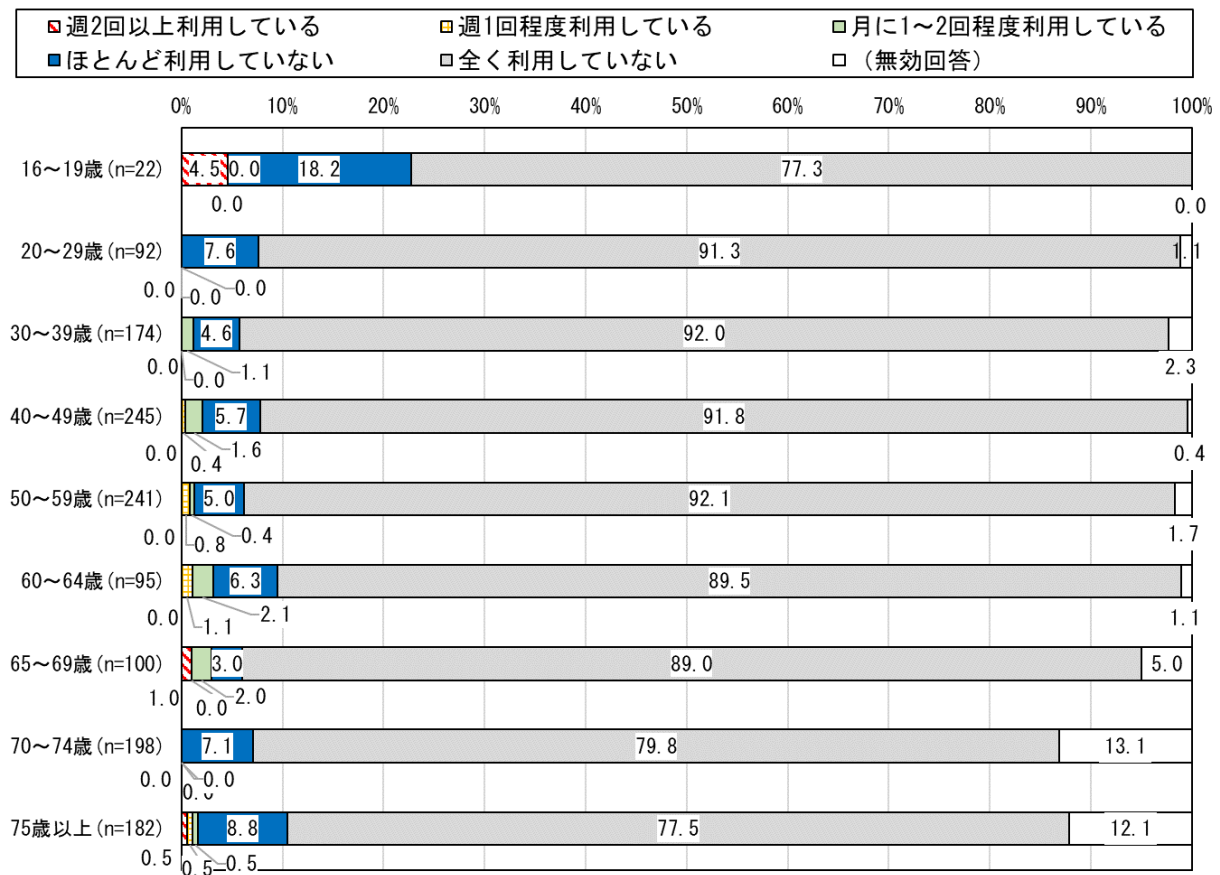 週2回以上利用している 週1回程度利用している 月に1～2回程度利用している
ほとんど利用していない 全く利用していない （無効回答）
0% 10% 20% 30% 40% 50% 60% 70% 80% 90% 100%
16～19歳(n=22) 4.5 0.0 18.2 77.3
0.0 0.0
20～29歳(n=92) 7.6 91.3 1.1
0.0 0.0 0.0
30～39歳(n=174) 4.6 92.0
0.0 0.0 1.1 2.3
40～49歳(n=245) 5.7 91.8
0.0 0.4 1.6 0.4
50～59歳(n=241) 5.0 92.1
0.0 0.8 0.4 1.7
60～64歳(n=95) 6.3 89.5
0.0 1.1 2.1 1.1
65～69歳(n=100) 3.0 89.0 5.0
1.0 0.0 2.0
70～74歳(n=198) 7.1 79.8 13.1
0.0 0.0 0.0
75歳以上(n=182) 8.8 77.5 12.1
0.5 0.5 0.5